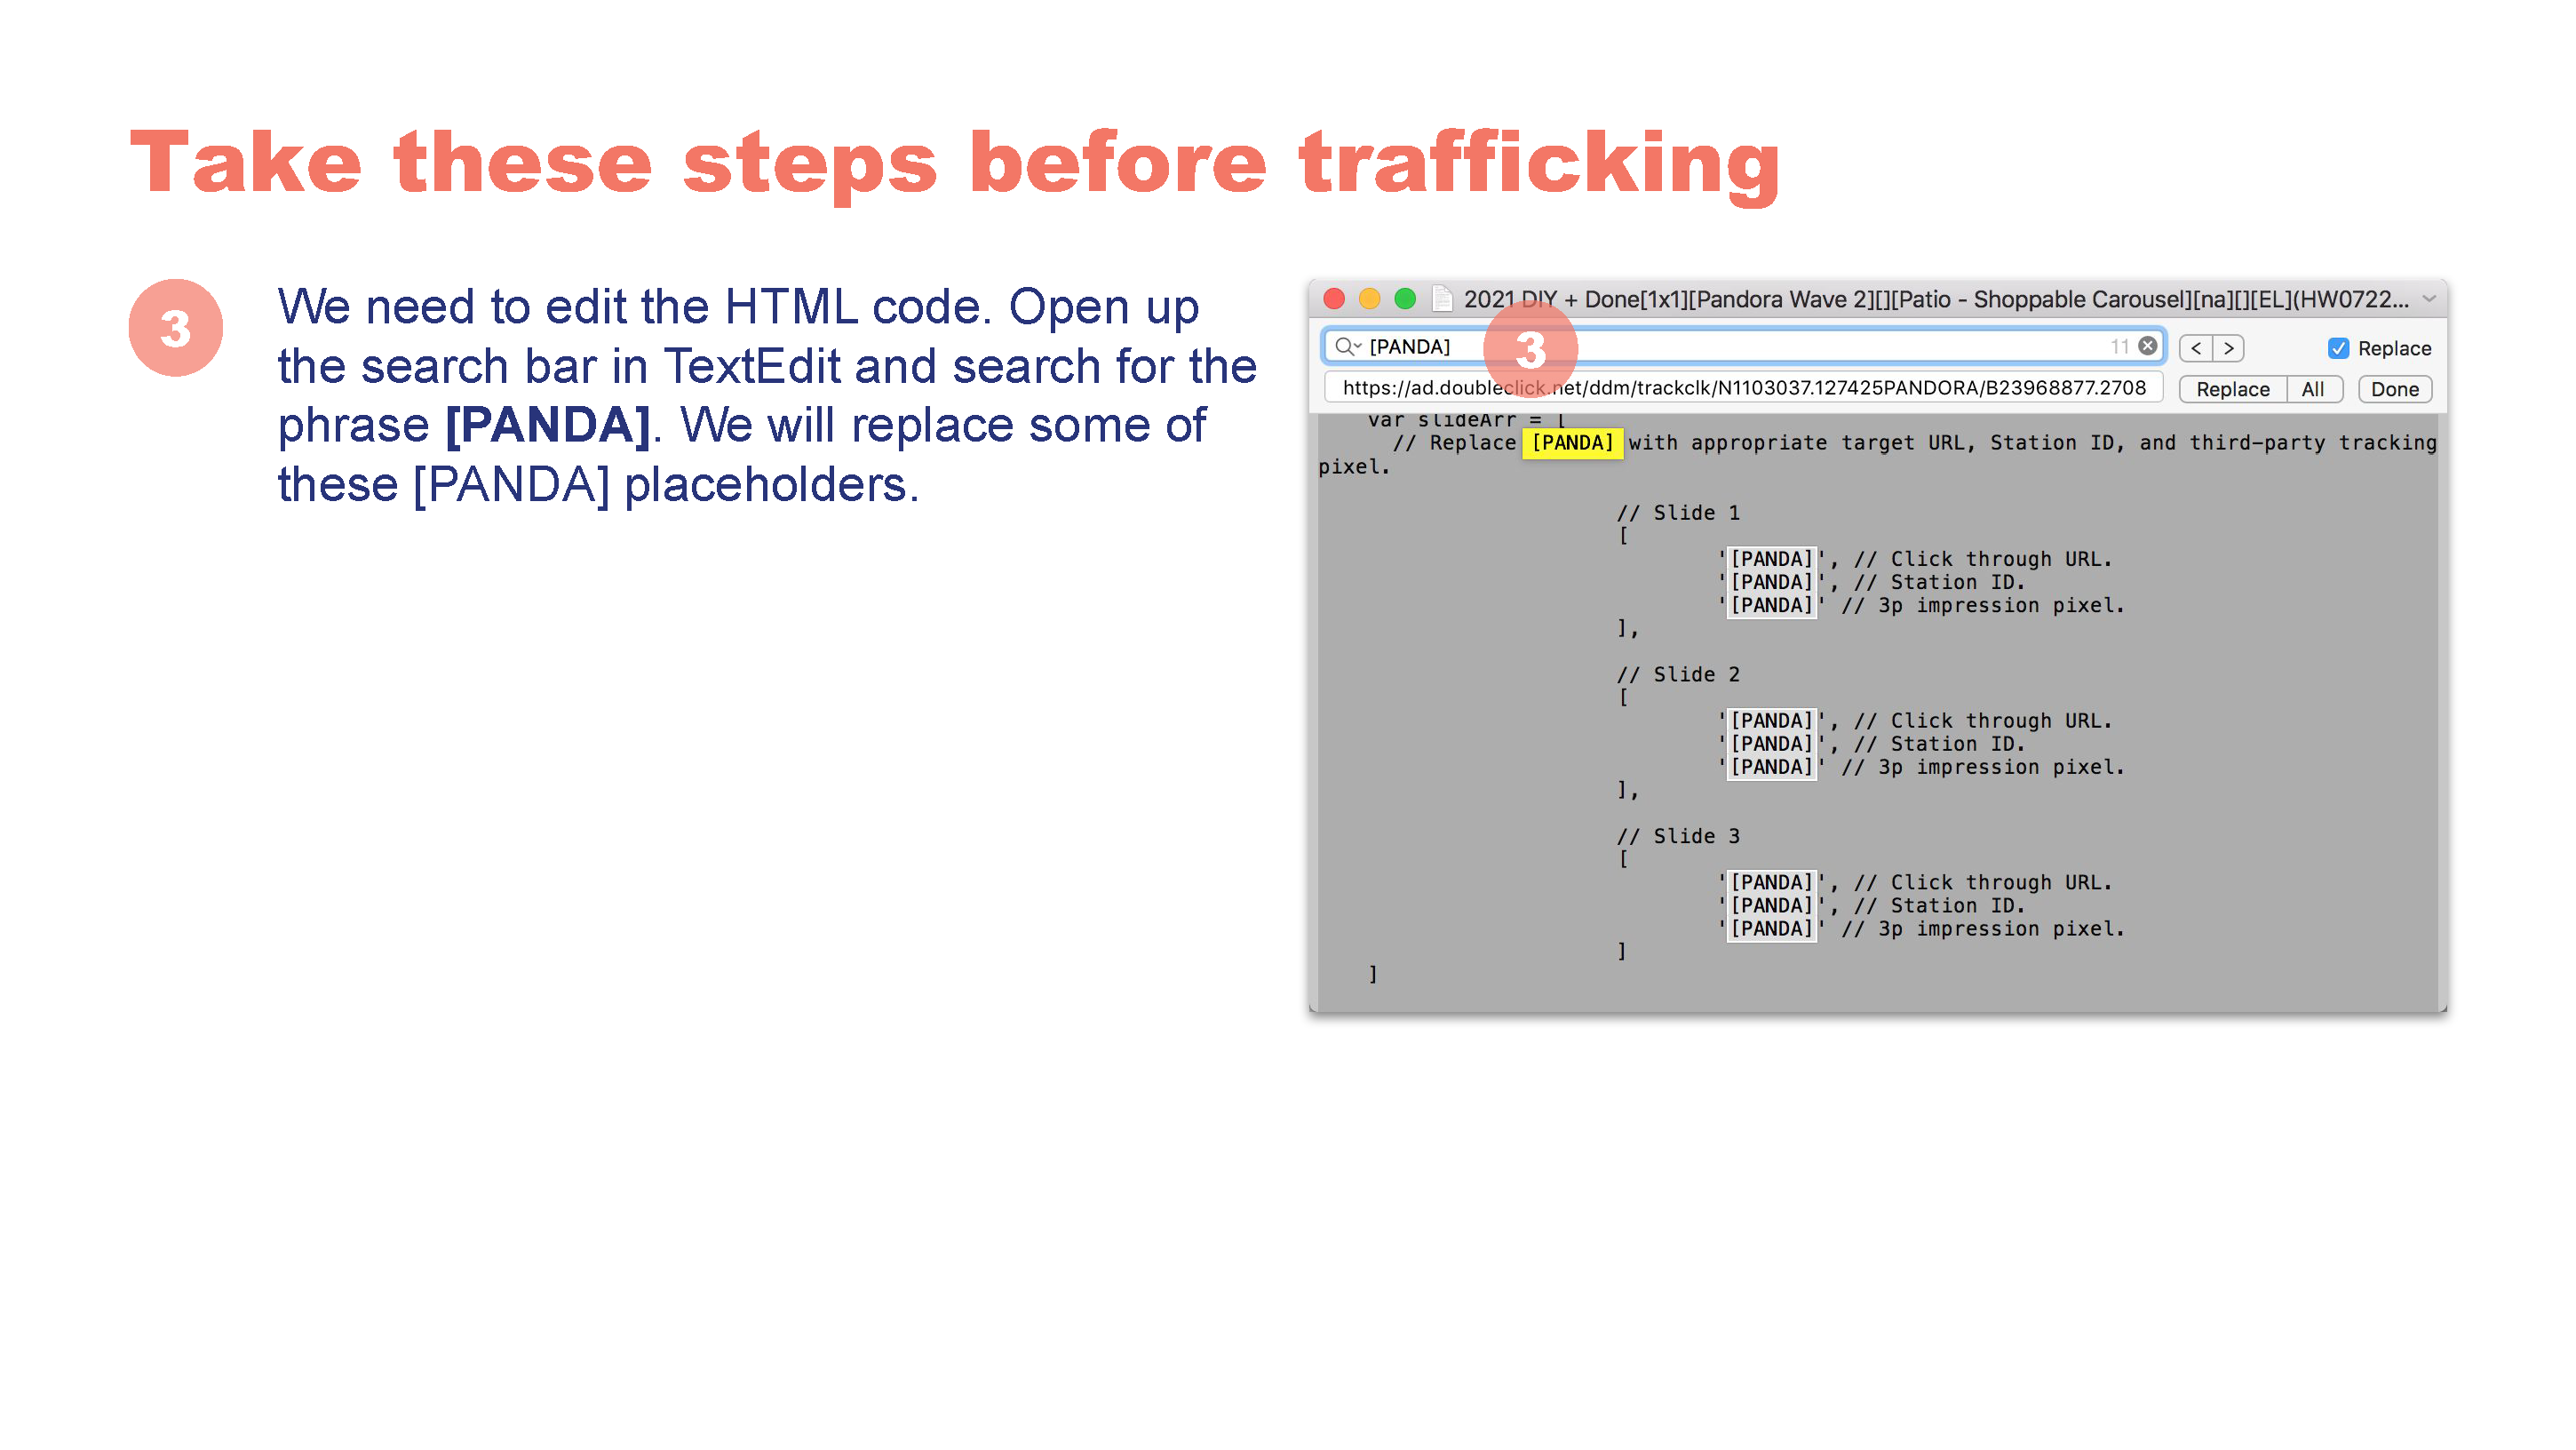 Take these steps before trafficking
3
We need to edit the HTML code. Open up
the search bar in TextEdit and search for the
phrase [PANDA]. We will replace some of
these [PANDA] placeholders.
2021 DIY + Done[1x1][Pandora Wave 2][][Patio - Shoppable Carousel][na][][EL](HW0722...
[PANDA] 3 11 < > Replace
https://ad.doubleclick.net/ddm/trackclk/N1103037.127425PANDORA/B23968877.2708 Replace All Done
var slideArr = [
// Replace [PANDA] with appropriate target URL, Station ID, and third-party tracking
pixel.
// Slide 1
[
'[PANDA]', // Click through URL.
'[PANDA]', // Station ID.
'[PANDA]' // 3p impression pixel.
],
// Slide 2
[
'[PANDA]', // Click through URL.
'[PANDA]', // Station ID.
'[PANDA]' // 3p impression pixel.
],
// Slide 3
[
'[PANDA]', // Click through URL.
'[PANDA]', // Station ID.
'[PANDA]' // 3p impression pixel.
]
]